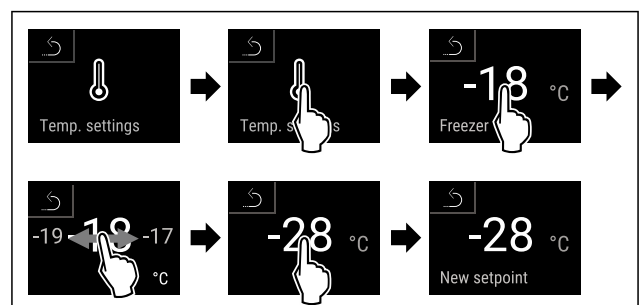 Temp. settings
Temp.
-18 °C
Freezer
-19 -18 -17
°C
-28 °C
-28 °C
New setpoint